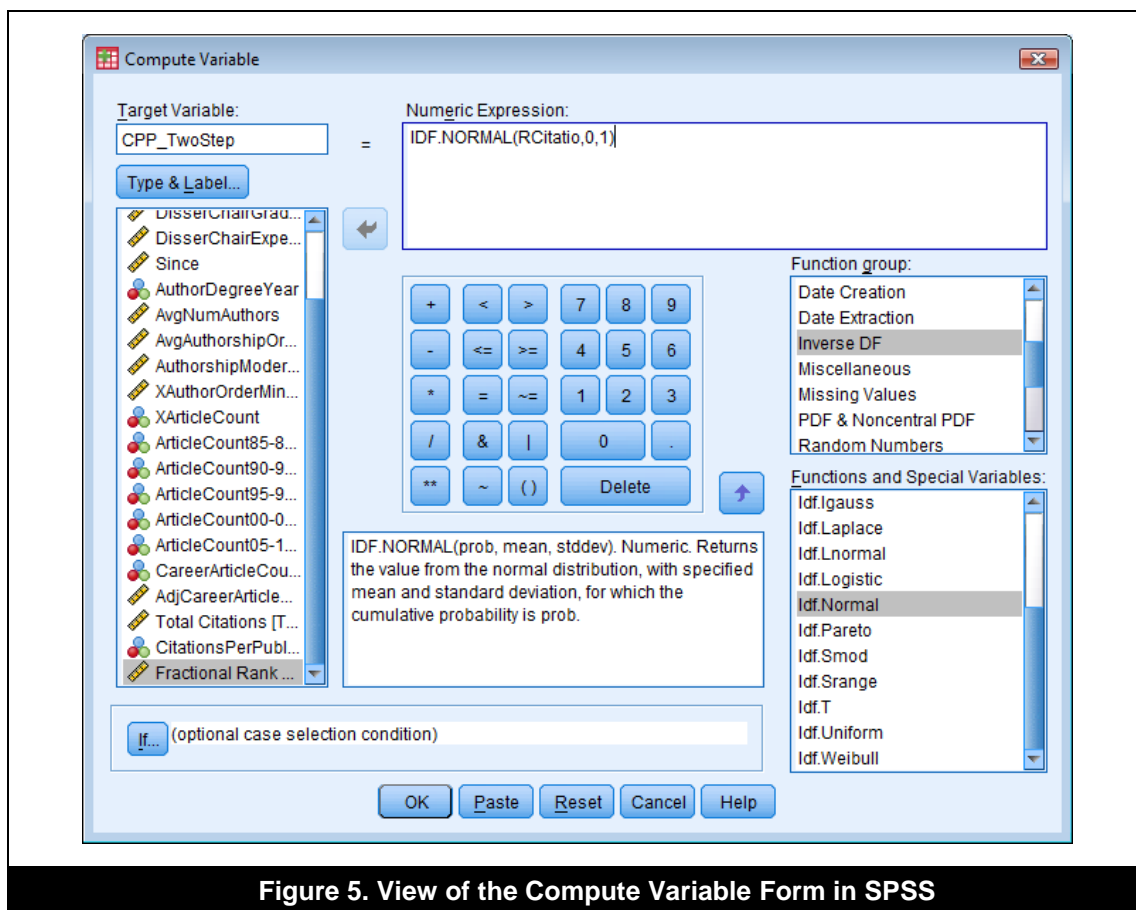 Compute Variable
Target Variable:
CPP_TwoStep
=
Numeric Expression:
IDF.NORMAL(RCitatio,0,1)
Type & Label...
DisserChairGrad...
DisserChairExpe...
Since
AuthorDegreeYear
AvgNumAuthors
AvgAuthorshipOr...
AuthorshipModer...
XAuthorOrderMin...
XArticleCount
ArticleCount85-8...
ArticleCount90-9...
ArticleCount95-9...
ArticleCount00-0...
ArticleCount05-1...
CareerArticleCou...
AdjCareerArticle...
Total Citations [T...
CitationsPerPubl...
Fractional Rank ...
+ < > 7 8 9
- <= >= 4 5 6
* = ~= 1 2 3
/ & | 0 .
** ~ ( ) Delete
Function group:
Date Creation
Date Extraction
Inverse DF
Miscellaneous
Missing Values
PDF & Noncentral PDF
Random Numbers
IDF.NORMAL(prob, mean, stddev). Numeric. Returns
the value from the normal distribution, with specified
mean and standard deviation, for which the
cumulative probability is prob.
Functions and Special Variables:
Idf.Igauss
Idf.Laplace
Idf.Lnormal
Idf.Logistic
Idf.Normal
Idf.Pareto
Idf.Smod
Idf.Srange
Idf.T
Idf.Uniform
Idf.Weibull
If... (optional case selection condition)
OK Paste Reset Cancel Help
Figure 5. View of the Compute Variable Form in SPSS